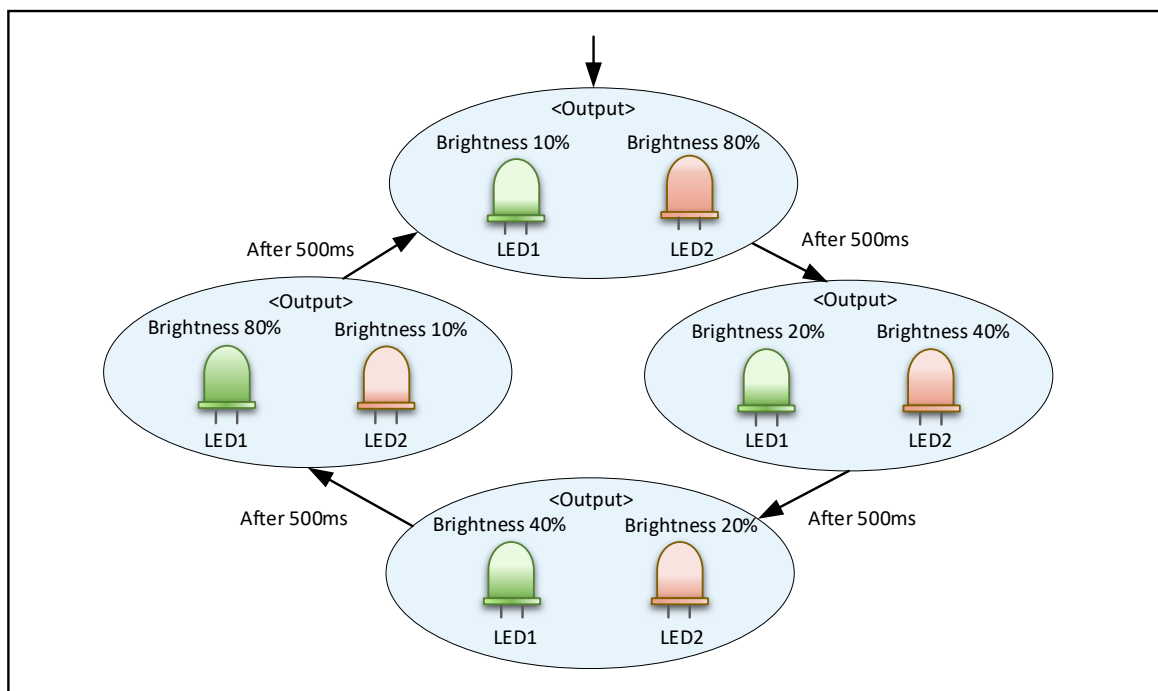 <Output>
Brightness 10%
Brightness 80%
LED1
LED2
After 500ms
After 500ms
<Output>
Brightness 80%
Brightness 10%
LED1
LED2
<Output>
Brightness 20%
Brightness 40%
LED1
LED2
After 500ms
After 500ms
<Output>
Brightness 40%
Brightness 20%
LED1
LED2